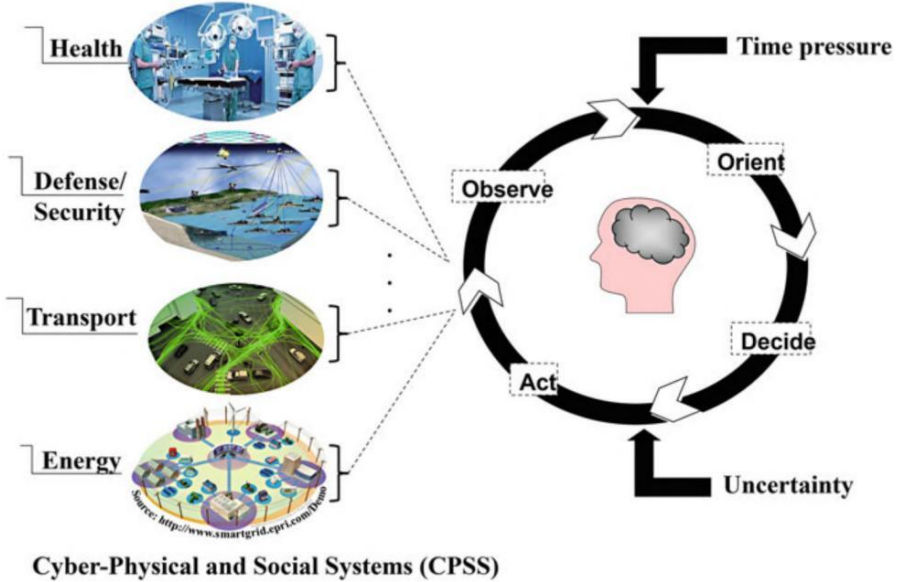 Health
Defense/
Security
Transport
Energy
Source: http://www.smartgrid.epri.com/Demo
Cyber-Physical and Social Systems (CPSS)
Time pressure
Observe
Orient
Decide
Act
Uncertainty